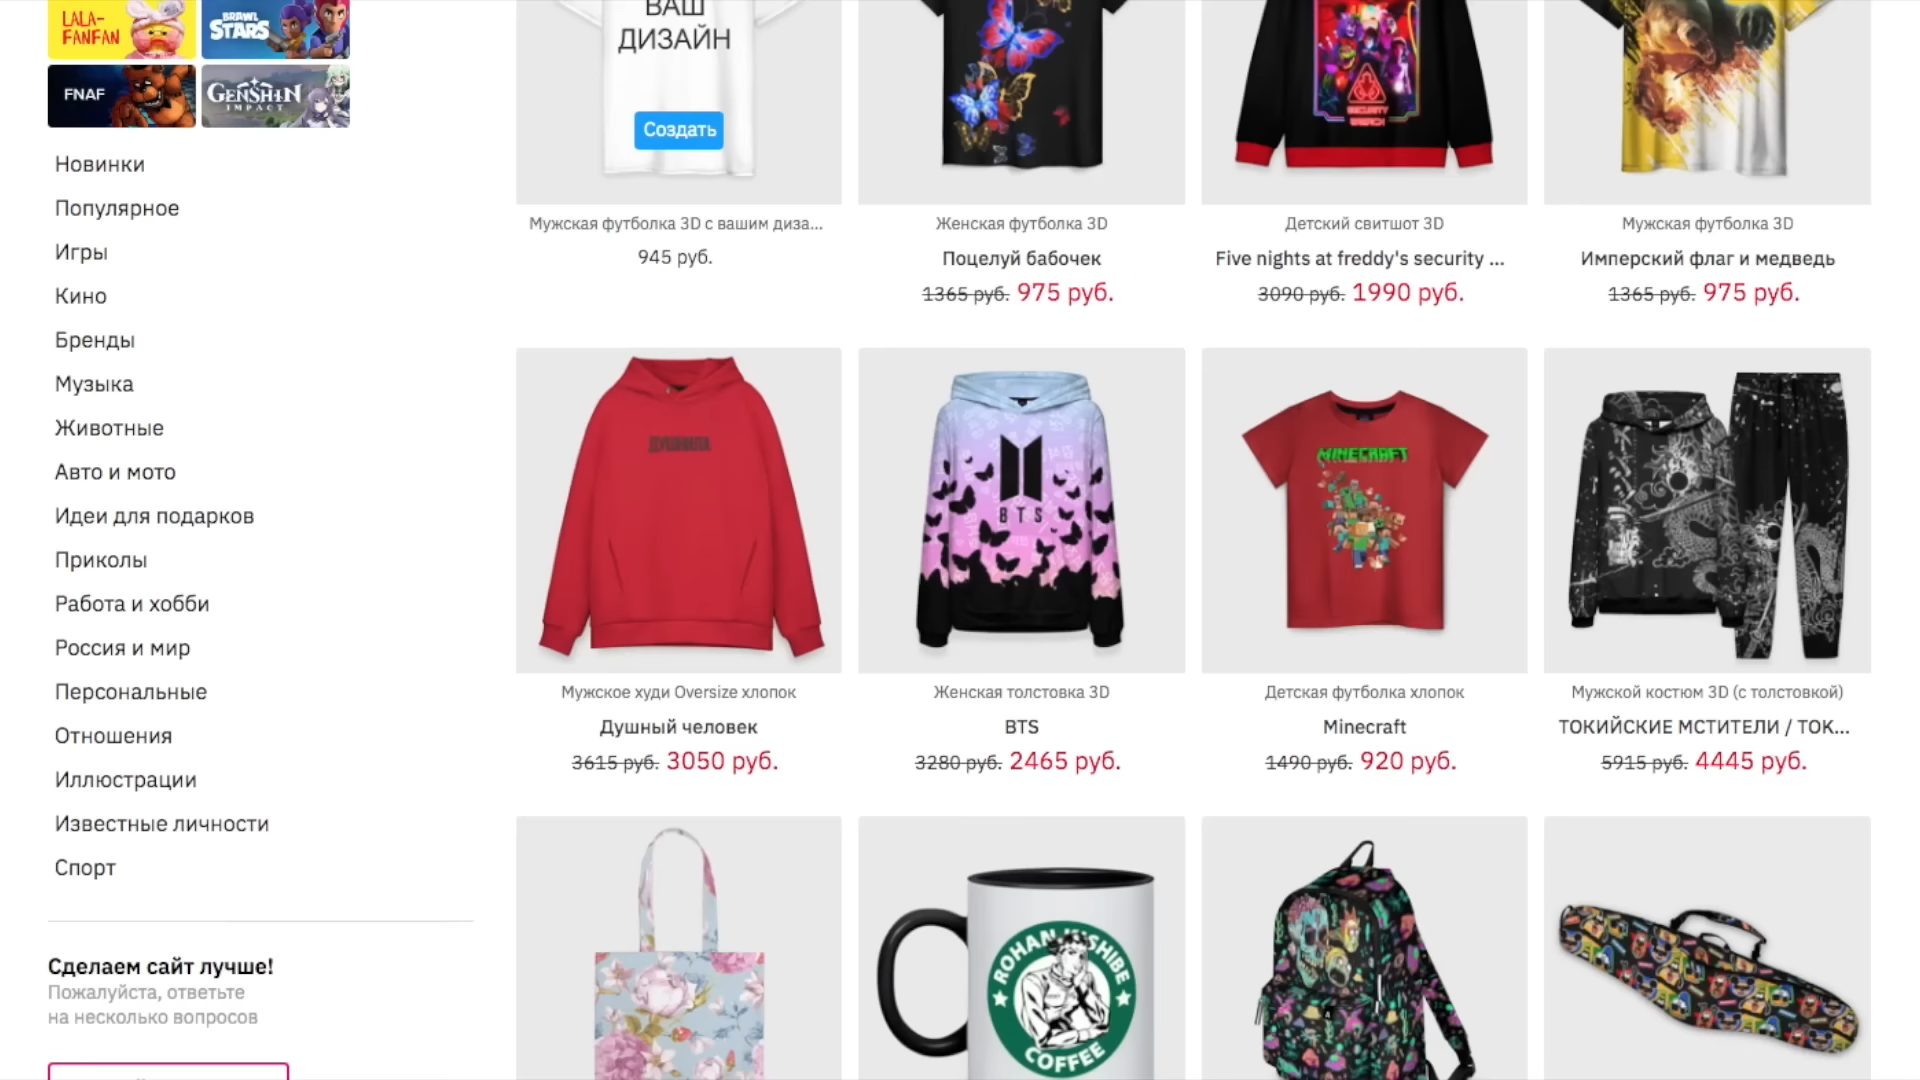 LALA-
FANFAN
BRAWL
STARS
FNAF
GENSHIN
IMPACT
Новинки
Популярное
Игры
Кино
Бренды
Музыка
Животные
Авто и мото
Идеи для подарков
Приколы
Работа и хобби
Россия и мир
Персональные
Отношения
Иллюстрации
Известные личности
Спорт
Сделаем сайт лучше!
Пожалуйста, ответьте
на несколько вопросов
ВАШ
ДИЗАЙН
Создать
Мужская футболка 3D с вашим диза...
945 руб.
Женская футболка 3D
Поцелуй бабочек
1365 руб. 975 руб.
SECURITY
BREACH
Детский свитшот 3D
Five nights at freddy's security ...
3090 руб. 1990 руб.
Мужская футболка 3D
Имперский флаг и медведь
1365 руб. 975 руб.
ДУШНИЛА
Мужское худи Oversize хлопок
Душный человек
3615 руб. 3050 руб.
BTS
Женская толстовка 3D
BTS
3280 руб. 2465 руб.
MINECRAFT
Детская футболка хлопок
Minecraft
1490 руб. 920 руб.
Мужской костюм 3D (с толстовкой)
ТОКИЙСКИЕ МСТИТЕЛИ / TOK...
5915 руб. 4445 руб.
ROHAN KISHIBE
COFFEE